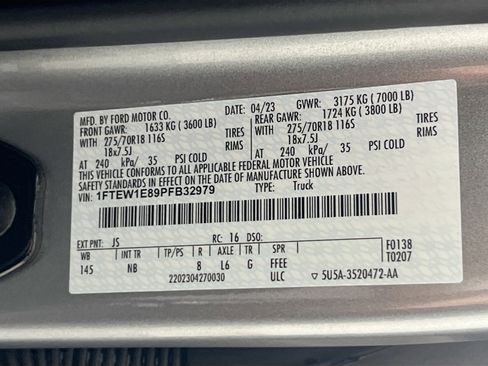 MFD. BY FORD MOTOR CO. 04/23 GVWR: 3175 KG ( 7000 LB)
FRONT GAWR: 1633 KG ( 3600 LB) REAR GAWR: 1724 KG ( 3800 LB)
WITH 275/70R18 116S TIRES WITH 275/70R18 116S TIRES
18x7.5J RIMS 18x7.5J RIMS
AT 240 kPa/ 35 PSI COLD AT 240 kPa/ 35 PSI COLD
THIS VEHICLE CONFORMS TO ALL APPLICABLE FEDERAL MOTOR VEHICLE
SAFETY STANDARDS IN EFFECT ON THE DATE OF MANUFACTURE SHOWN ABOVE.
VIN: 1FTEW1E89PFB32979 TYPE: Truck
EXT PNT: JS RC: 16 DSO: F0138
WB INT TR TP/PS R AX TR SPR T0207
145 NB 8 L6 G FFEE
2202304270030 ULC 5U5A-3520472-AA